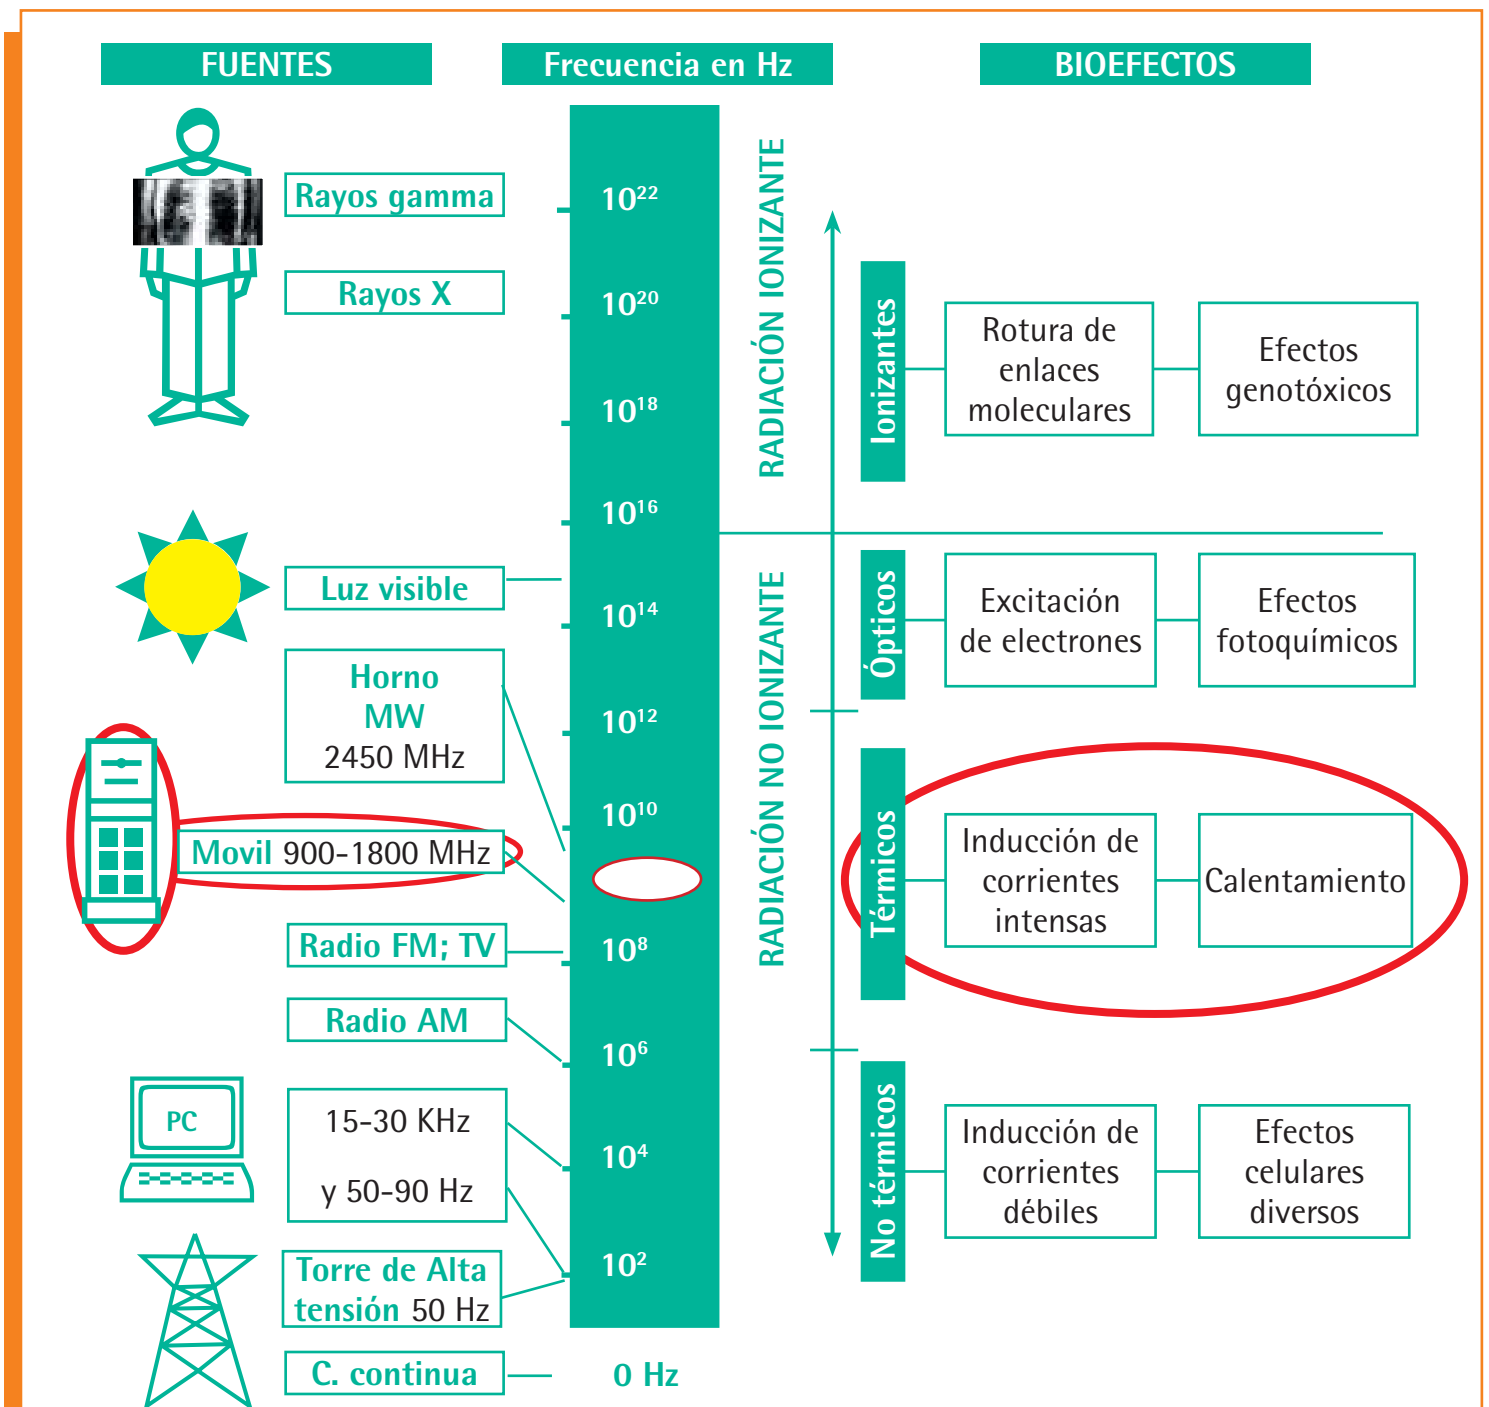 FUENTES
Frecuencia en Hz
BIOEFECTOS
Rayos gamma
Rayos X
Luz visible
Horno
MW
2450 MHz
Movil 900-1800 MHz
Radio FM; TV
Radio AM
PC
15-30 KHz
y 50-90 Hz
Torre de Alta
tensión 50 Hz
C. continua
10²²
10²⁰
10¹⁸
10¹⁶
10¹⁴
10¹²
10¹⁰
10⁸
10⁶
10⁴
10²
0 Hz
RADIACIÓN IONIZANTE
RADIACIÓN NO IONIZANTE
Ionizantes
Rotura de
enlaces
moleculares
Efectos
genotóxicos
Ópticos
Excitación
de electrones
Efectos
fotoquímicos
Térmicos
Inducción de
corrientes
intensas
Calentamiento
No térmicos
Inducción de
corrientes
débiles
Efectos
celulares
diversos